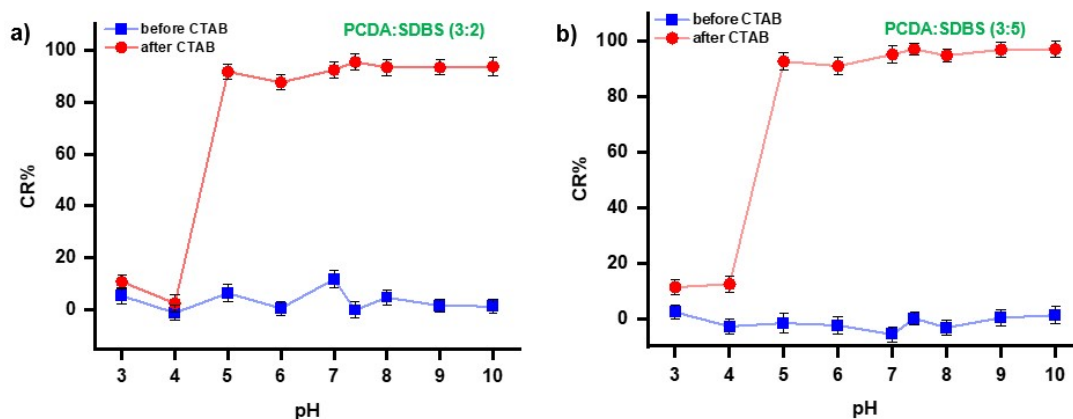 a)
before CTAB
after CTAB
PCDA:SDBS (3:2)
CR%
100
80
60
40
20
0
3 4 5 6 7 8 9 10
pH
b)
before CTAB
after CTAB
PCDA:SDBS (3:5)
CR%
100
80
60
40
20
0
3 4 5 6 7 8 9 10
pH